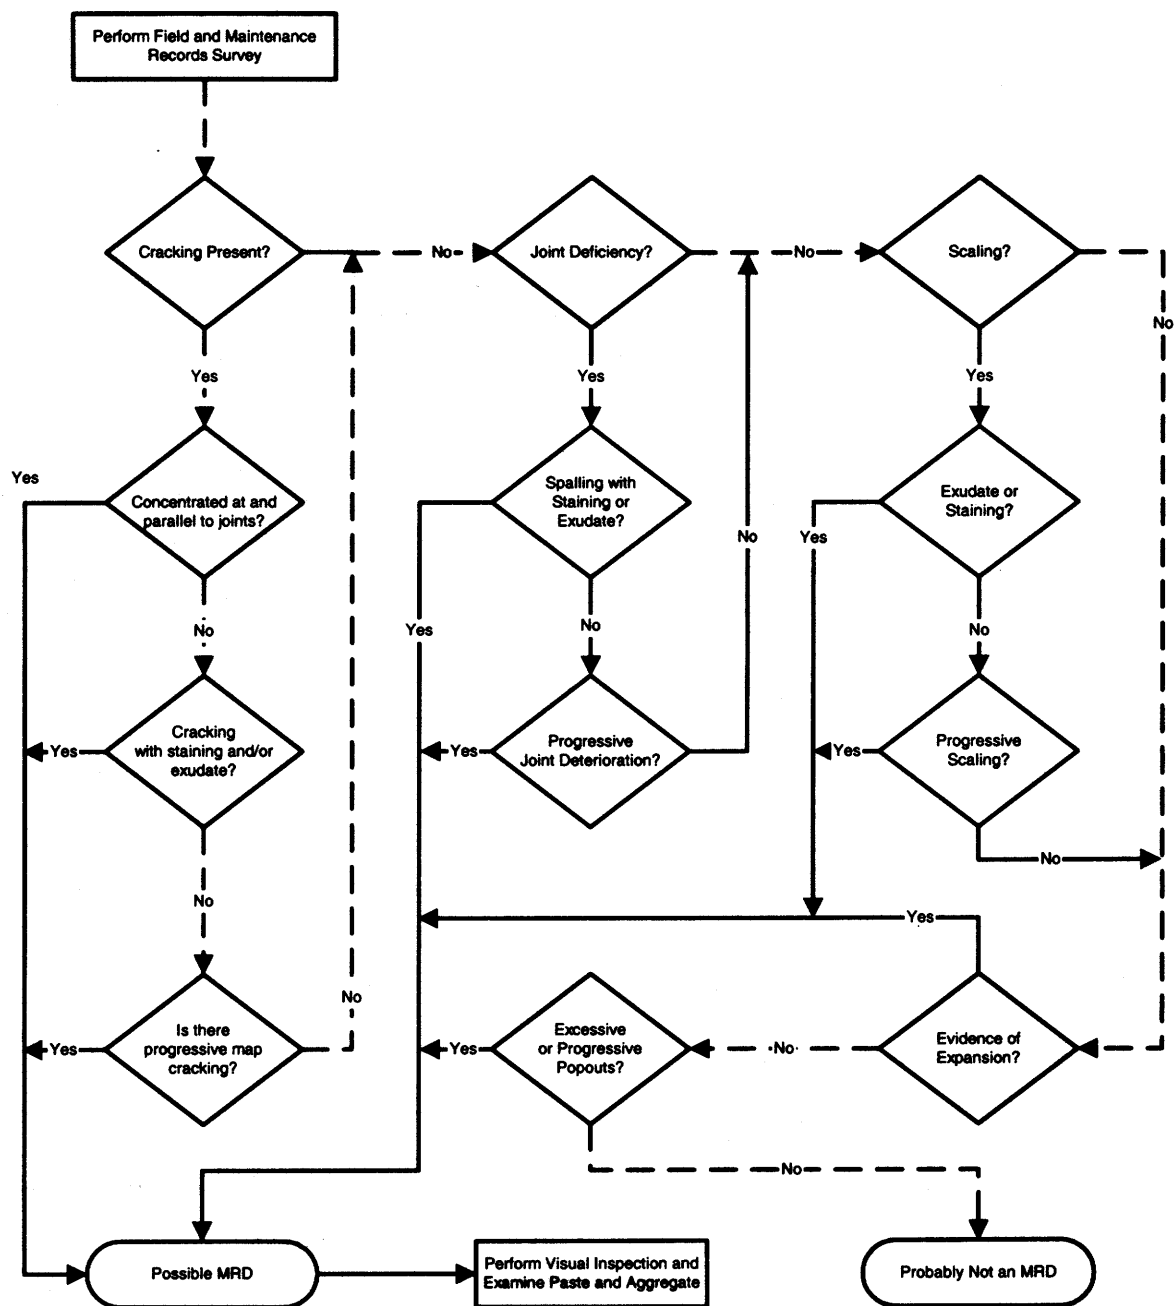 Perform Field and Maintenance
Records Survey
Cracking Present?
No
Joint Deficiency?
No
Scaling?
No
Yes
Yes
Yes
Yes
Concentrated at and
parallel to joints?
Spalling with
Staining or
Exudate?
No
Exudate or
Staining?
Yes
No
Yes
No
No
Cracking
with staining and/or
exudate?
Yes
Progressive
Joint Deterioration?
Yes
Progressive
Scaling?
Yes
No
No
Yes
No
Is there
progressive map
cracking?
Yes
Excessive
or Progressive
Popouts?
Yes
No
Evidence of
Expansion?
No
Possible MRD
Perform Visual Inspection and
Examine Paste and Aggregate
Probably Not an MRD